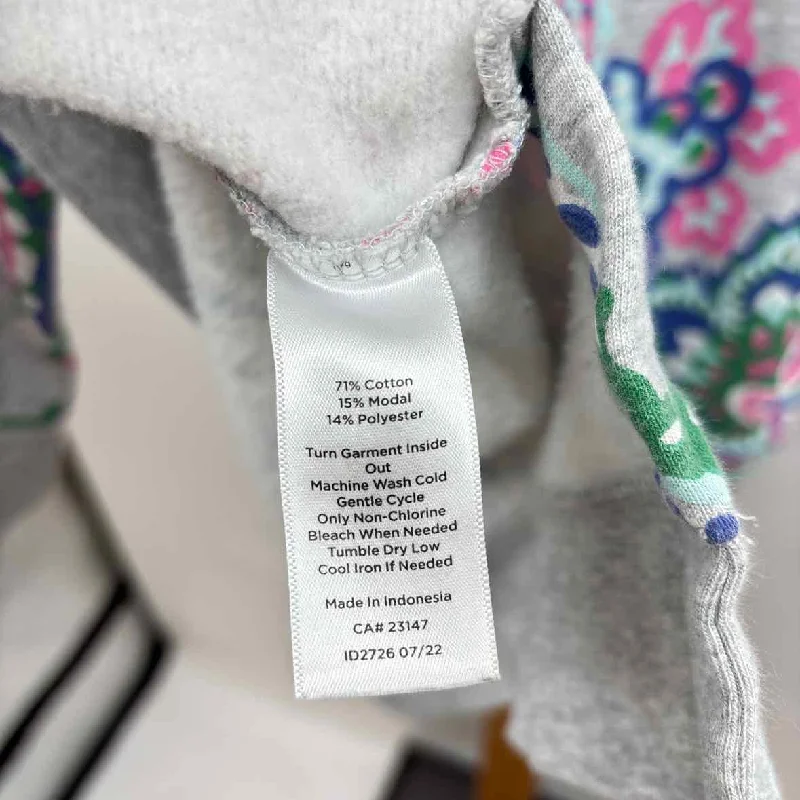 71% Cotton
15% Modal
14% Polyester
Turn Garment Inside
Out
Machine Wash Cold
Gentle Cycle
Only Non-Chlorine
Bleach When Needed
Tumble Dry Low
Cool Iron If Needed
Made In Indonesia
CA# 23147
ID2726 07/22